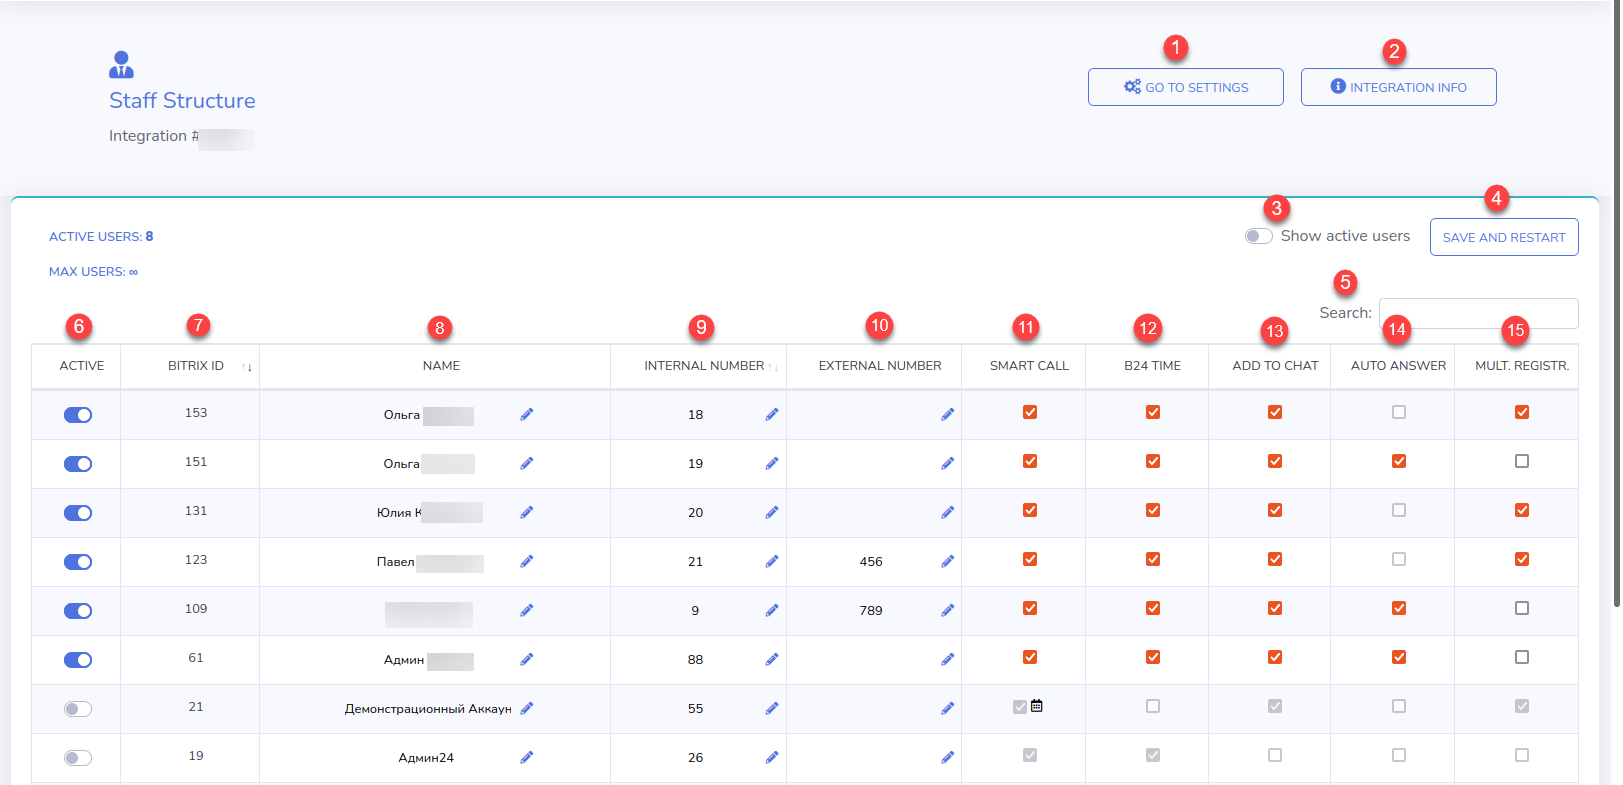 1
2
GO TO SETTINGS
INTEGRATION INFO
Staff Structure
Integration #
3
4
ACTIVE USERS: 8
Show active users
SAVE AND RESTART
MAX USERS: ∞
5
Search:
6 7 8 9 10 11 12 13 14 15
ACTIVE BITRIX ID ↑↓ NAME INTERNAL NUMBER ↑↓ EXTERNAL NUMBER SMART CALL B24 TIME ADD TO CHAT AUTO ANSWER MULT. REGISTR.
153 Ольга 18
151 Ольга 19
131 Юлия К 20
123 Павел 21 456
109 9 789
61 Админ 88
21 Демонстрационный Аккаун 55
19 Админ24 26